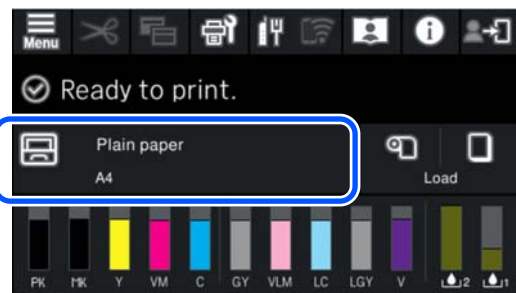 Menu
Ready to print.
Plain paper
A4
Load
PK MK Y VM C GY VLM LC LGY V 2 1